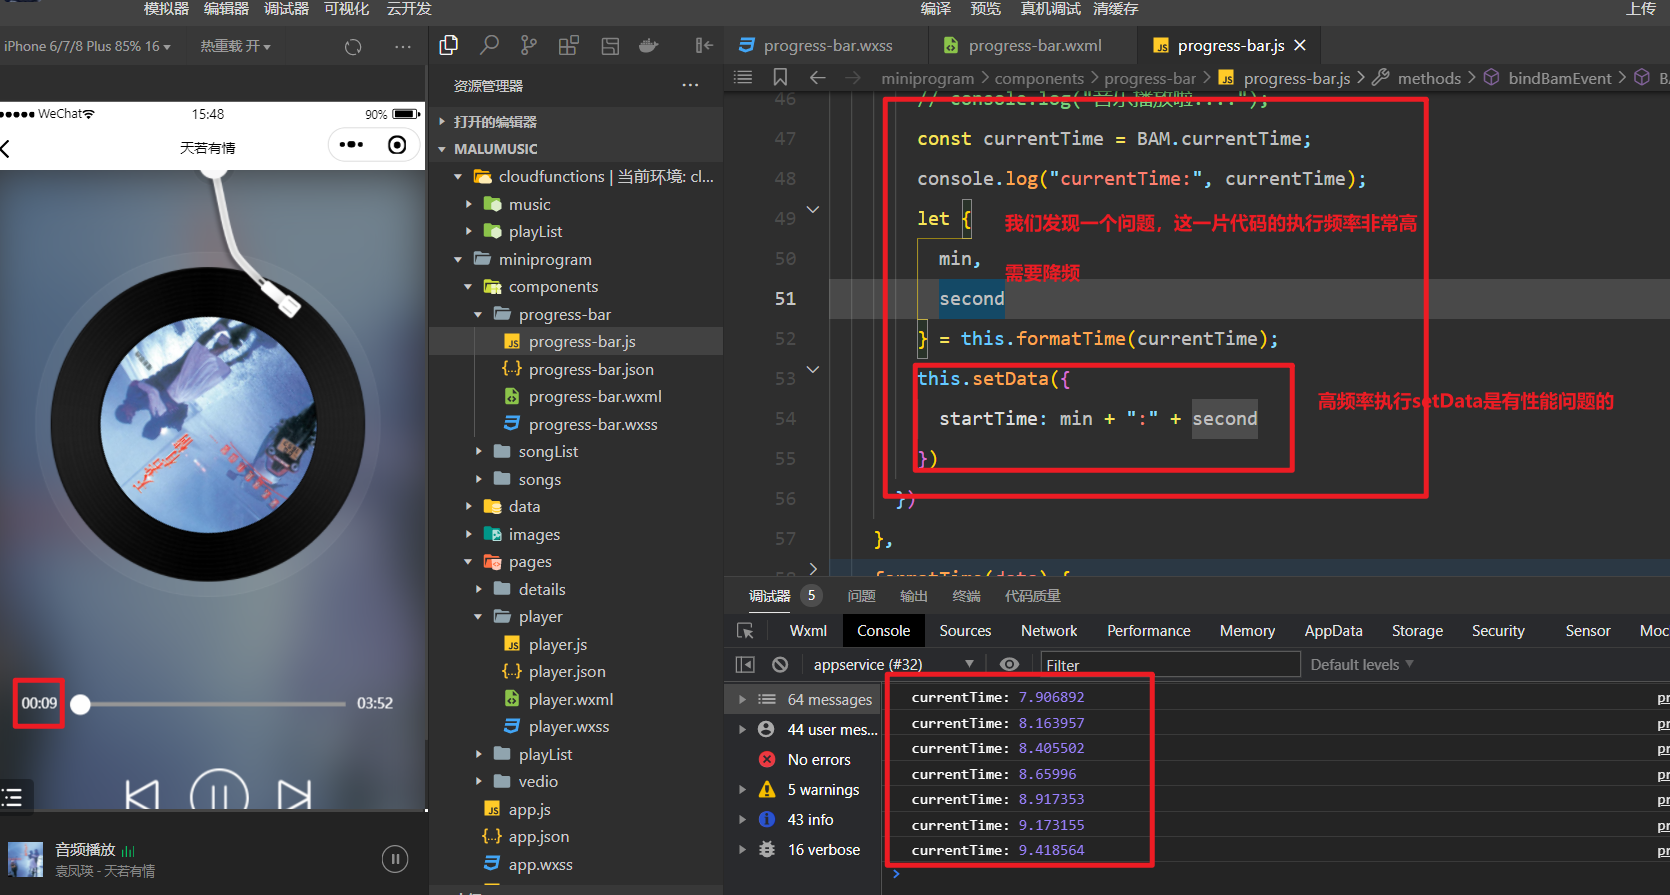 模拟器 编辑器 调试器 可视化 云开发 编译 预览 真机调试 清缓存 上传
iPhone 6/7/8 Plus 85% 16 热重载 开
WeChat 15:48 90%
天若有情
00:09 03:52
音频播放
袁凤瑛 - 天若有情
资源管理器
打开的编辑器
MALUMUSIC
cloudfunctions | 当前环境: cl...
music
playList
miniprogram
components
progress-bar
progress-bar.js
progress-bar.json
progress-bar.wxml
progress-bar.wxss
songList
songs
data
images
pages
details
player
player.js
player.json
player.wxml
player.wxss
playList
vedio
app.js
app.json
app.wxss
progress-bar.wxss progress-bar.wxml progress-bar.js
miniprogram > components > progress-bar > progress-bar.js > methods > bindBamEvent >
46 // console.log("音乐播放啦....");
47 const currentTime = BAM.currentTime;
48 console.log("currentTime:", currentTime);
49 let {
我们发现一个问题，这一片代码的执行频率非常高
50 min,
需要降频
51 second
52 } = this.formatTime(currentTime);
53 this.setData({
高频率执行setData是有性能问题的
54 startTime: min + ":" + second
55 })
56 })
57 },
formatTime(data) {
调试器 5 问题 输出 终端 代码质量
Wxml Console Sources Network Performance Memory AppData Storage Security Sensor Moc
appservice (#32) Filter Default levels
64 messages
44 user mes...
No errors
5 warnings
43 info
16 verbose
currentTime: 7.906892 pr
currentTime: 8.163957 pr
currentTime: 8.405502 pr
currentTime: 8.65996 pr
currentTime: 8.917353 pr
currentTime: 9.173155 pr
currentTime: 9.418564 pr